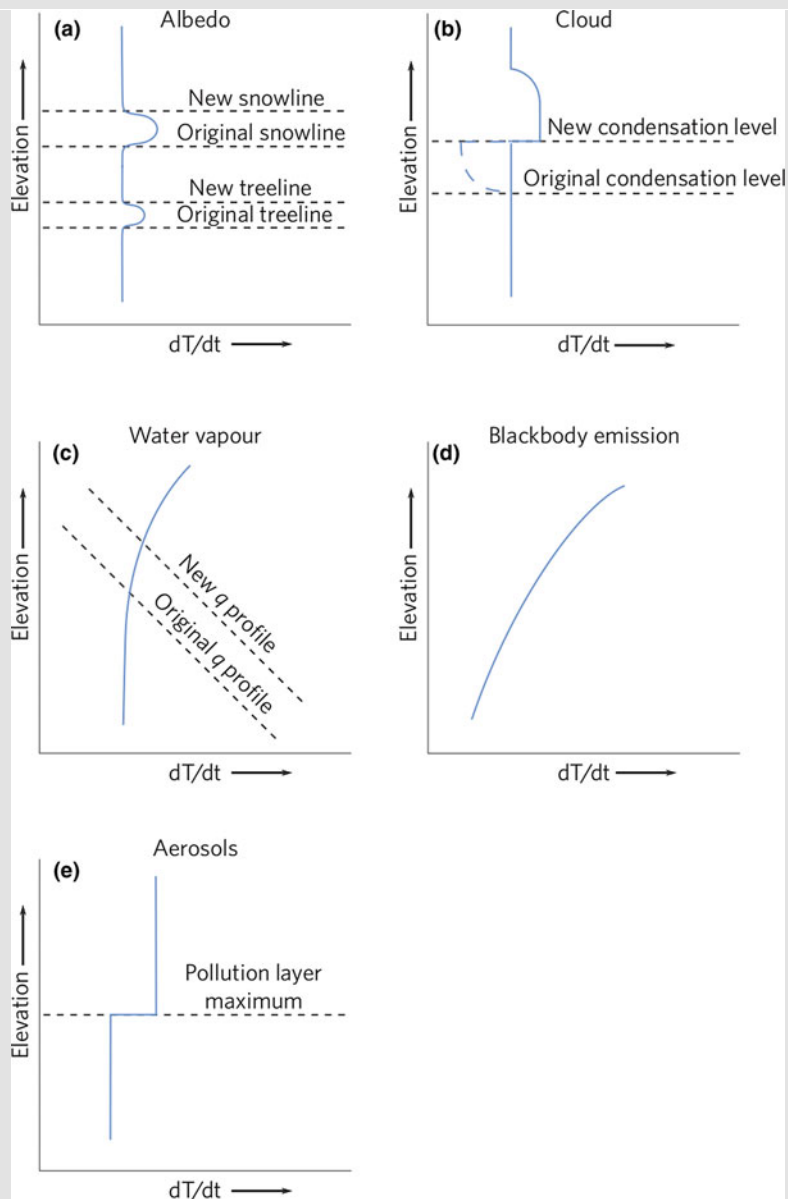 (a) Albedo
New snowline
Original snowline
New treeline
Original treeline
Elevation
dT/dt
(b) Cloud
New condensation level
Original condensation level
Elevation
dT/dt
(c) Water vapour
New q profile
Original q profile
Elevation
dT/dt
(d) Blackbody emission
Elevation
dT/dt
(e) Aerosols
Pollution layer
maximum
Elevation
dT/dt